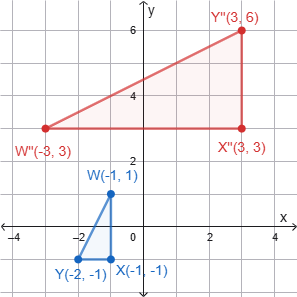 y
Y"(3, 6)
6
4
W"(-3, 3)
X"(3, 3)
2
W(-1, 1)
x
−4
−2
0
2
4
Y(-2, -1)
X(-1, -1)